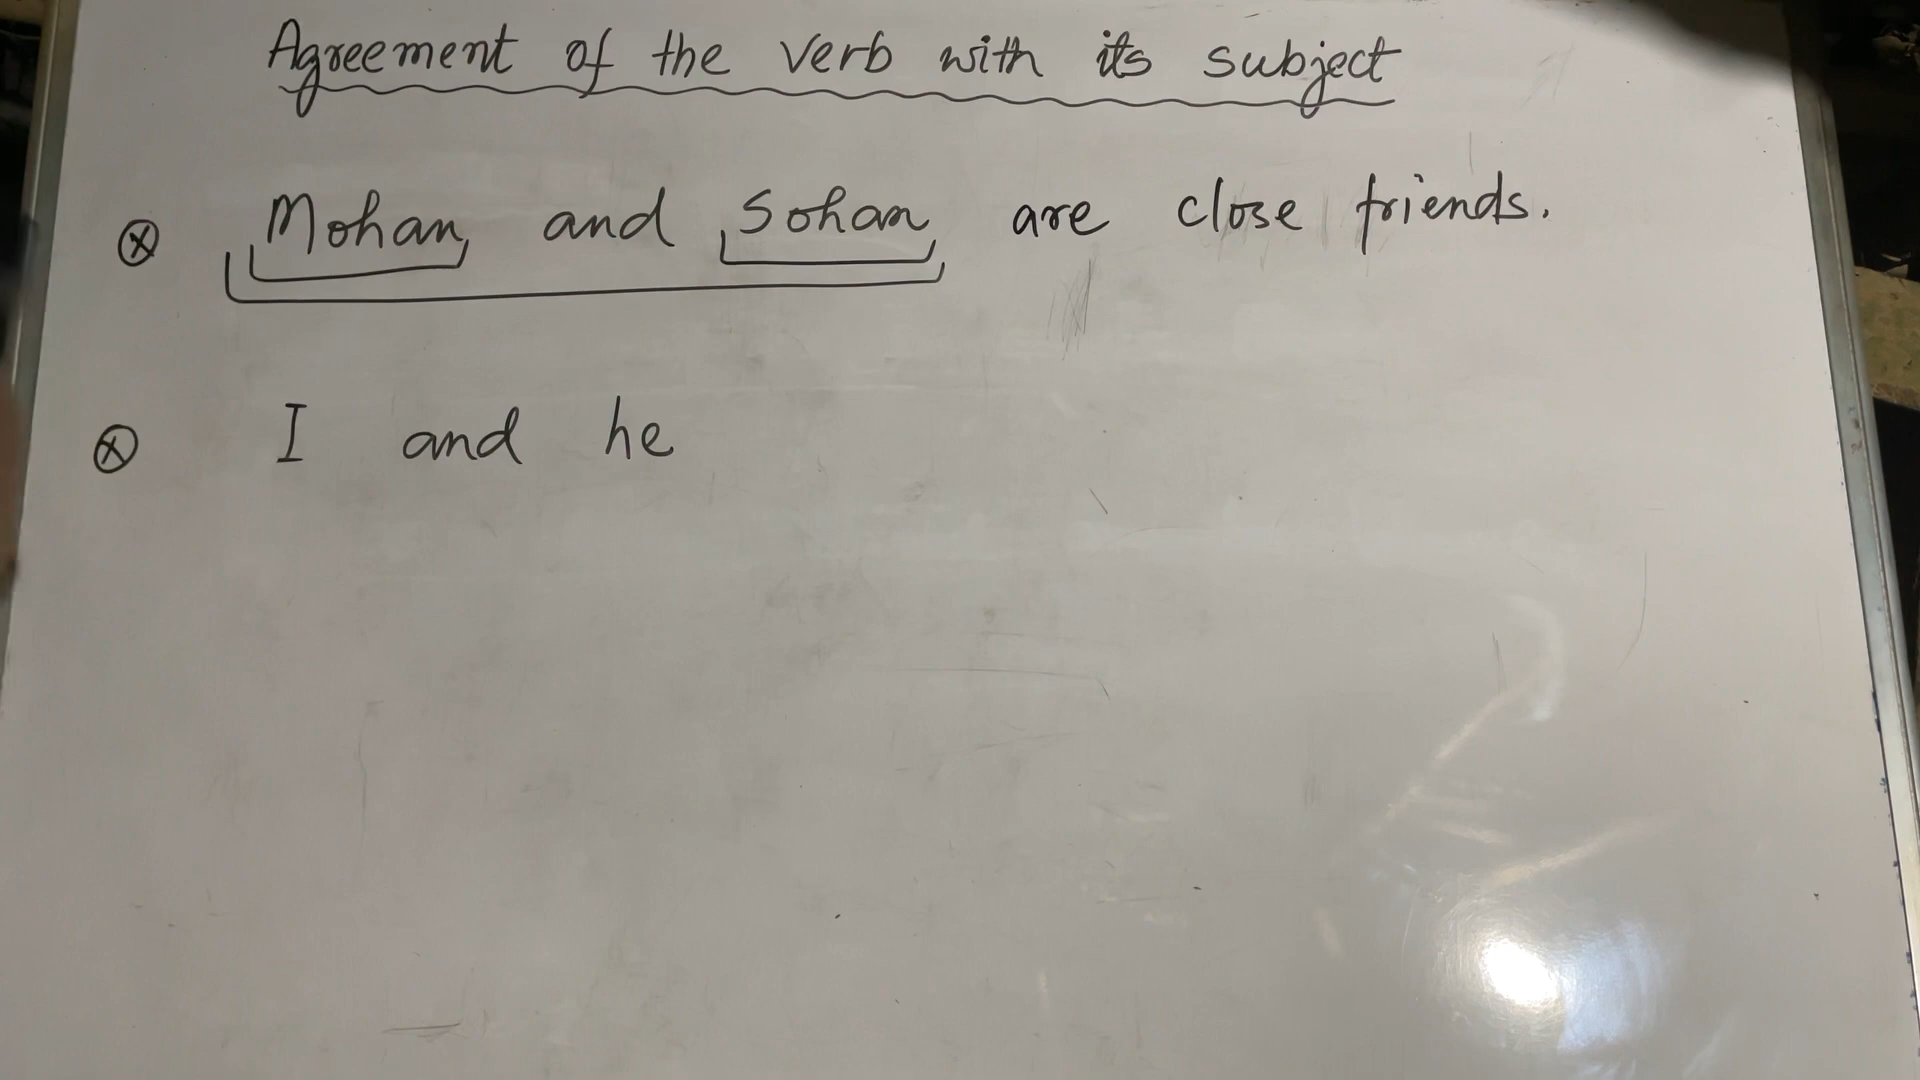 Agreement of the verb with its subject
ⓧ Mohan and Sohan are close friends.
ⓧ I and he